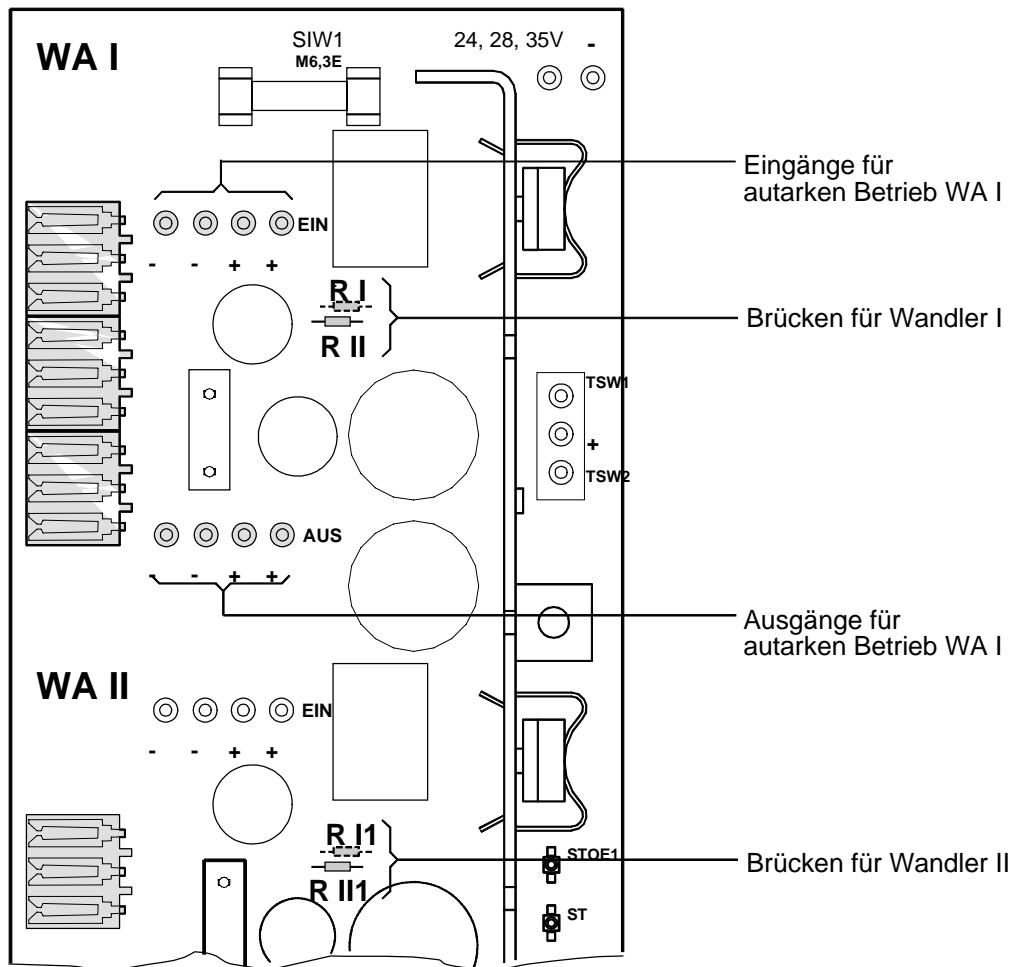 WA I
SIW1
M6,3E
24, 28, 35V -
Eingänge für
autarken Betrieb WA I
EIN
- - + +
R I
R II
Brücken für Wandler I
TSW1
+
TSW2
AUS
- - + +
Ausgänge für
autarken Betrieb WA I
WA II
EIN
- - + +
R I1
R II1
STOE1
Brücken für Wandler II
ST